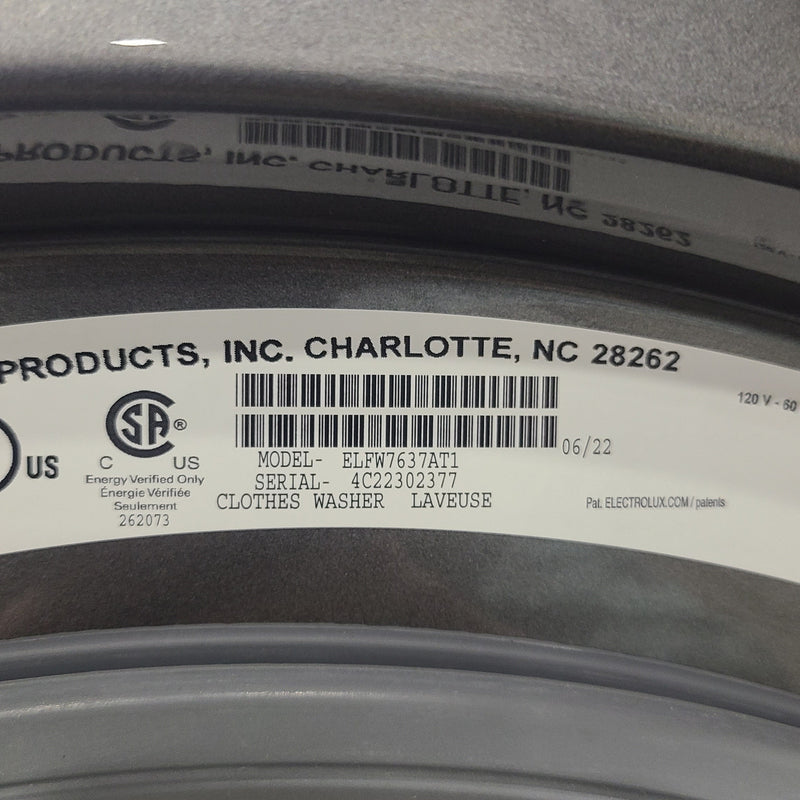 PRODUCTS, INC. CHARLOTTE, NC 28262
120 V - 60
06/22
US
CSA®
C US
Energy Verified Only
Énergie Vérifiée
Seulement
262073
MODEL- ELFW7637AT1
SERIAL- 4C22302377
CLOTHES WASHER LAVEUSE
Pat. ELECTROLUX.COM / patents